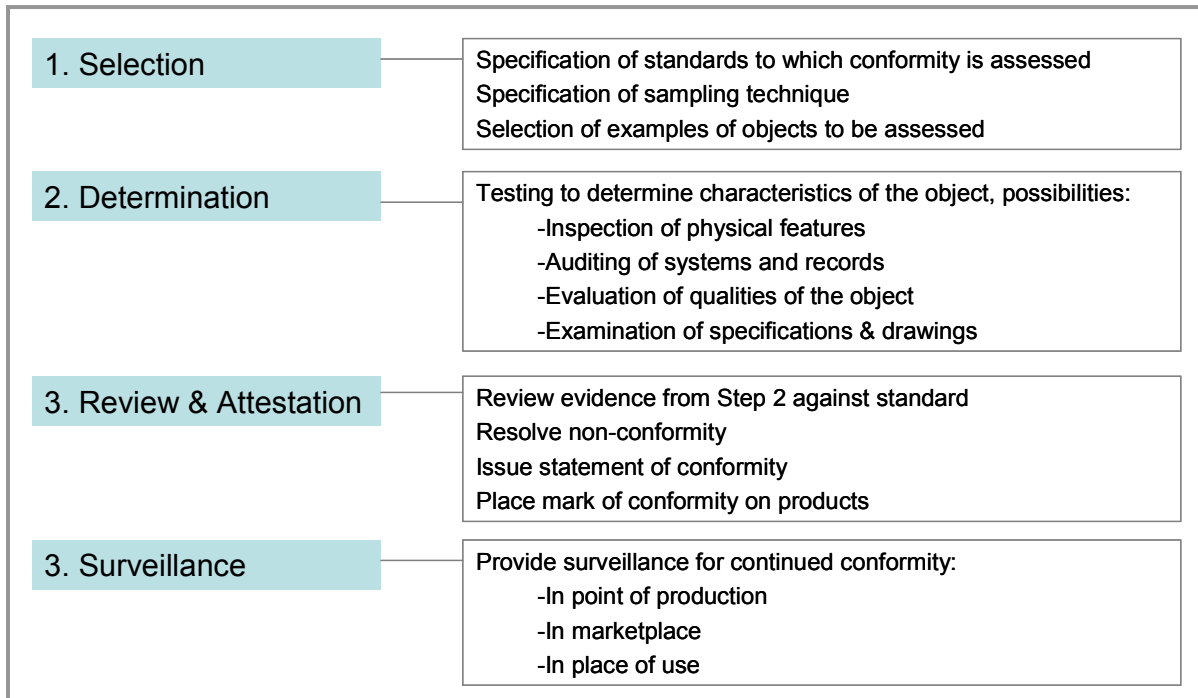 1. Selection
Specification of standards to which conformity is assessed
Specification of sampling technique
Selection of examples of objects to be assessed
2. Determination
Testing to determine characteristics of the object, possibilities:
-Inspection of physical features
-Auditing of systems and records
-Evaluation of qualities of the object
-Examination of specifications & drawings
3. Review & Attestation
Review evidence from Step 2 against standard
Resolve non-conformity
Issue statement of conformity
Place mark of conformity on products
3. Surveillance
Provide surveillance for continued conformity:
-In point of production
-In marketplace
-In place of use